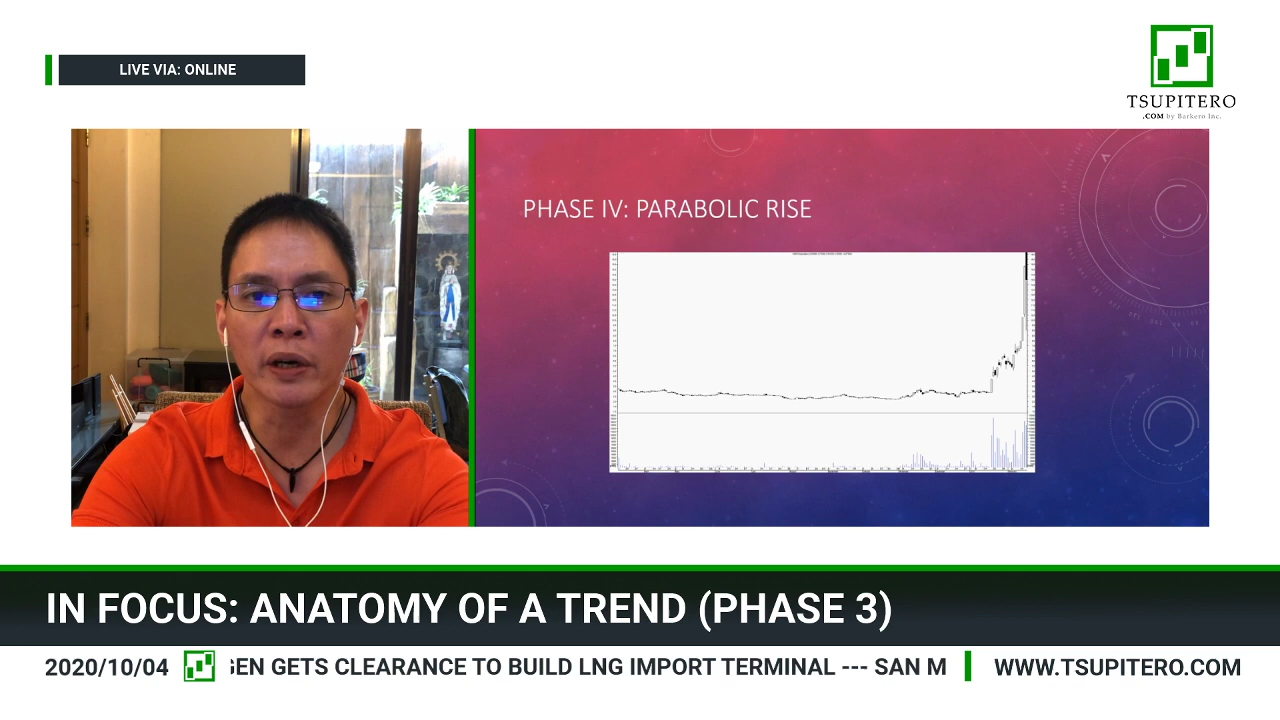 LIVE VIA: ONLINE
TSUPITERO
.COM by Barkero Inc.
PHASE IV: PARABOLIC RISE
IN FOCUS: ANATOMY OF A TREND (PHASE 3)
2020/10/04
GEN GETS CLEARANCE TO BUILD LNG IMPORT TERMINAL --- SAN M
WWW.TSUPITERO.COM